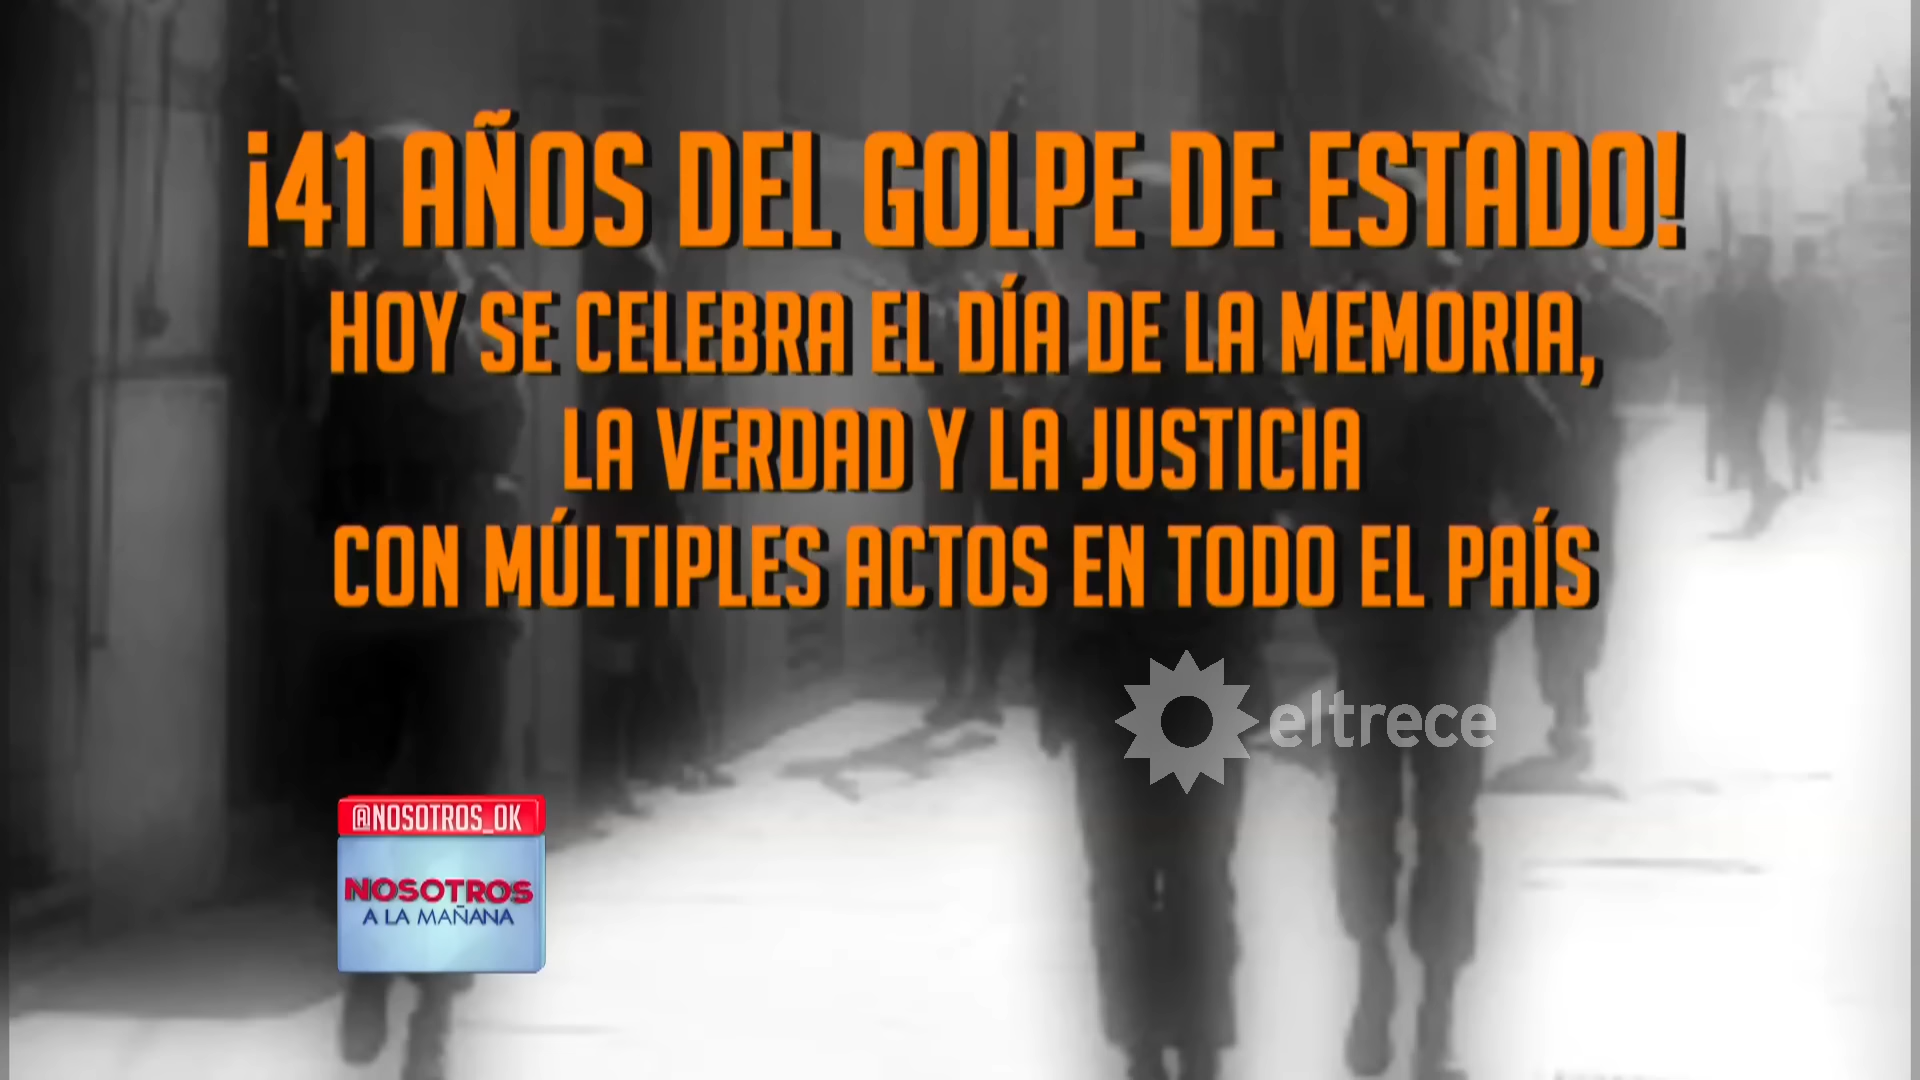 ¡41 AÑOS DEL GOLPE DE ESTADO!
HOY SE CELEBRA EL DÍA DE LA MEMORIA,
LA VERDAD Y LA JUSTICIA
CON MÚLTIPLES ACTOS EN TODO EL PAÍS
eltrece
@NOSOTROS_OK
NOSOTROS
A LA MAÑANA